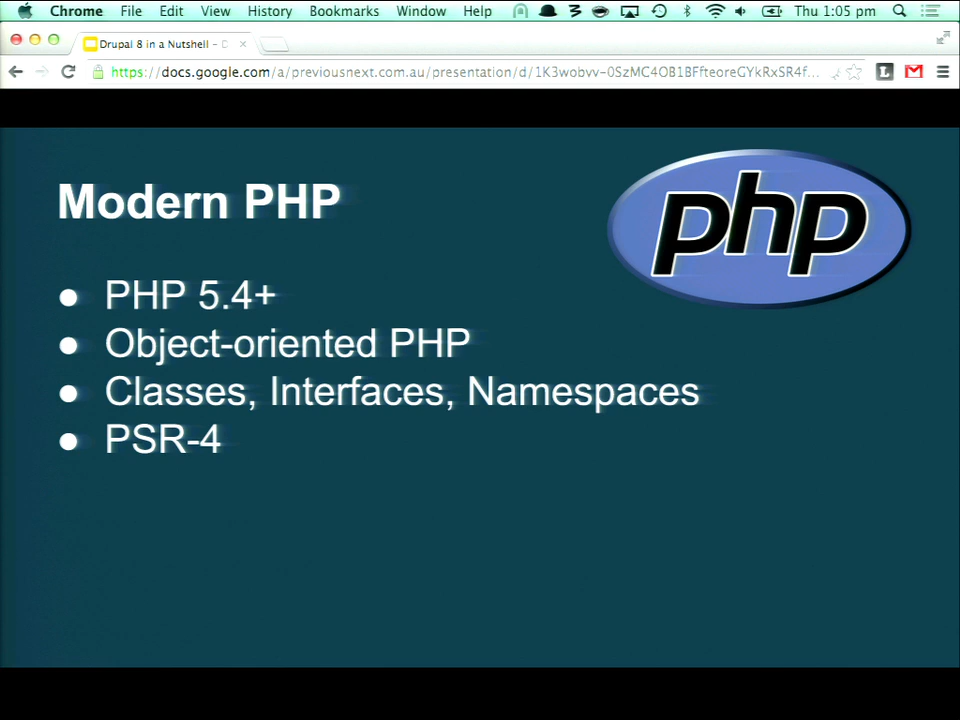 Chrome File Edit View History Bookmarks Window Help Thu 1:05 pm
Drupal 8 in a Nutshell – D
https://docs.google.com/a/previousnext.com.au/presentation/d/1K3wobvv-0SzMC4OB1BFfteoreGYkRxSR4f...
L
Modern PHP
php
● PHP 5.4+
● Object-oriented PHP
● Classes, Interfaces, Namespaces
● PSR-4